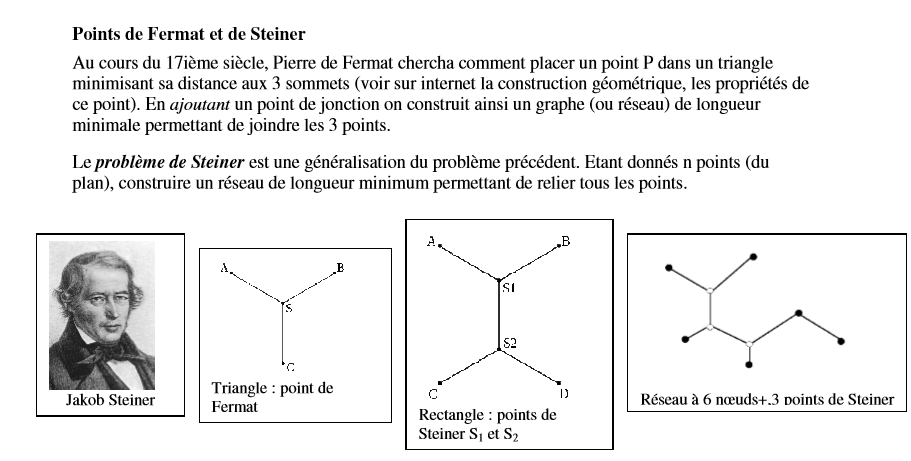 Points de Fermat et de Steiner
Au cours du 17ième siècle, Pierre de Fermat chercha comment placer un point P dans un triangle
minimisant sa distance aux 3 sommets (voir sur internet la construction géométrique, les propriétés de
ce point). En ajoutant un point de jonction on construit ainsi un graphe (ou réseau) de longueur
minimale permettant de joindre les 3 points.
Le problème de Steiner est une généralisation du problème précédent. Etant donnés n points (du
plan), construire un réseau de longueur minimum permettant de relier tous les points.
Jakob Steiner
A B
S
C
Triangle : point de
Fermat
A B
S1
S2
C D
Rectangle : points de
Steiner S₁ et S₂
Réseau à 6 nœuds+.3 points de Steiner